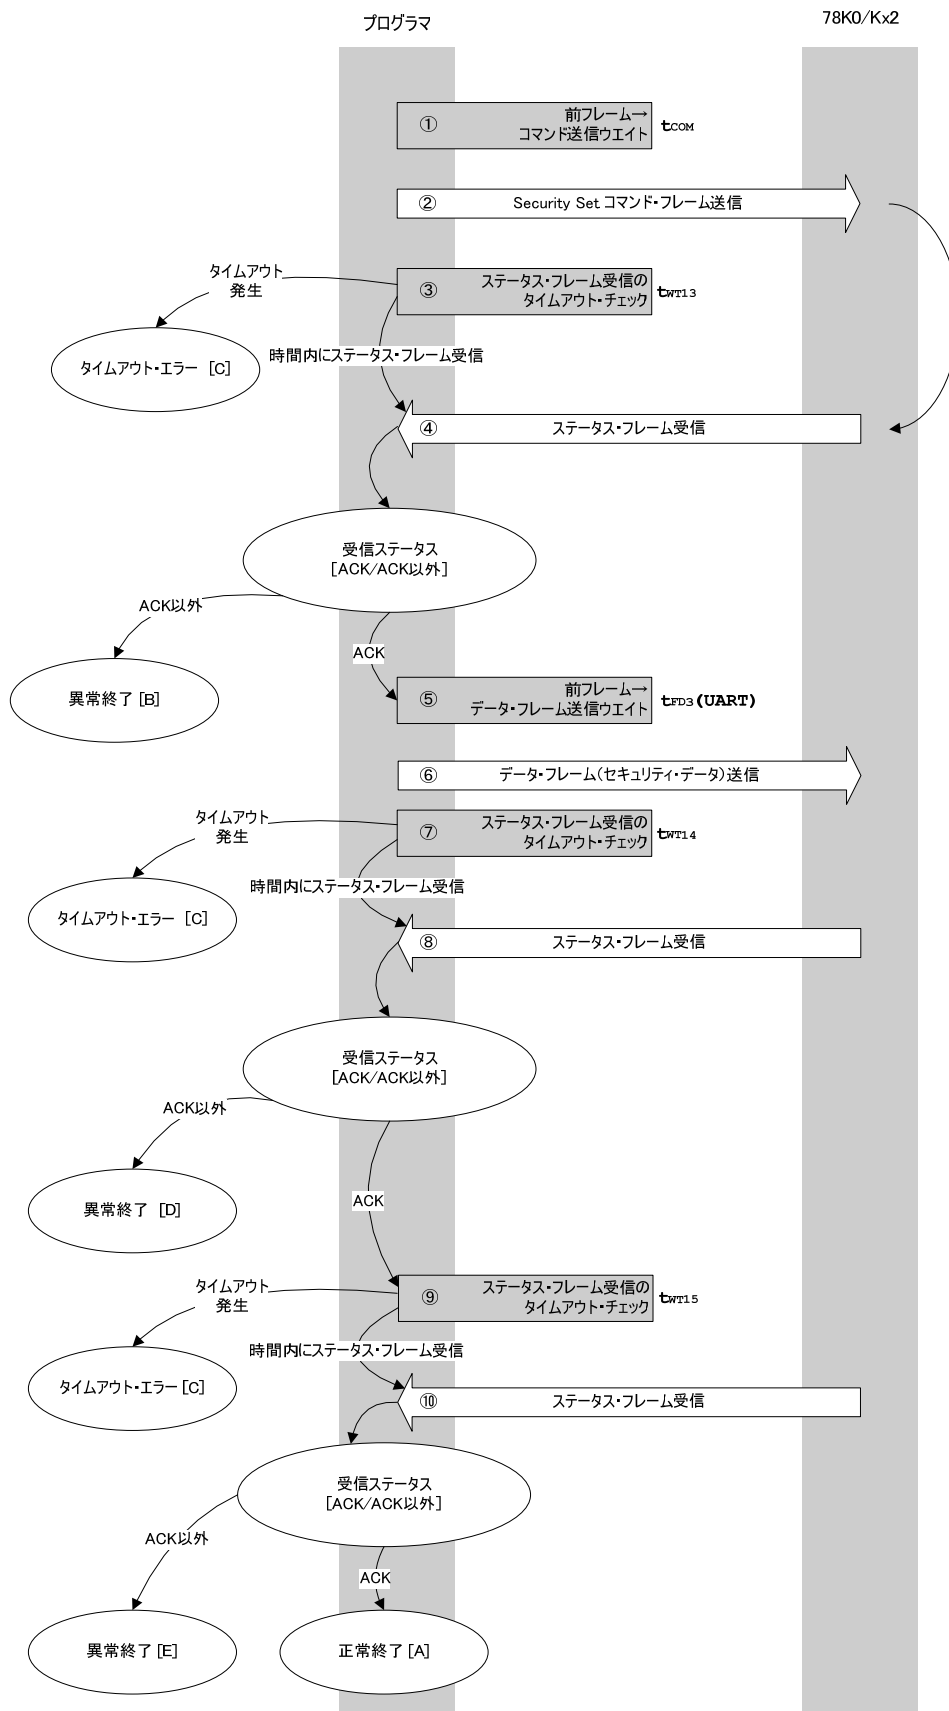 プログラマ
78K0/Kx2
①
前フレーム→
コマンド送信ウエイト
tCOM
②
Security Set コマンド・フレーム送信
タイムアウト
発生
③
ステータス・フレーム受信の
タイムアウト・チェック
tWT13
タイムアウト・エラー [C]
時間内にステータス・フレーム受信
④
ステータス・フレーム受信
受信ステータス
[ACK/ACK以外]
ACK以外
ACK
異常終了 [B]
⑤
前フレーム→
データ・フレーム送信ウエイト
tFD3(UART)
⑥
データ・フレーム(セキュリティ・データ)送信
タイムアウト
発生
⑦
ステータス・フレーム受信の
タイムアウト・チェック
tWT14
時間内にステータス・フレーム受信
タイムアウト・エラー [C]
⑧
ステータス・フレーム受信
受信ステータス
[ACK/ACK以外]
ACK以外
ACK
異常終了 [D]
タイムアウト
発生
⑨
ステータス・フレーム受信の
タイムアウト・チェック
tWT15
時間内にステータス・フレーム受信
タイムアウト・エラー [C]
⑩
ステータス・フレーム受信
受信ステータス
[ACK/ACK以外]
ACK以外
ACK
異常終了 [E]
正常終了 [A]